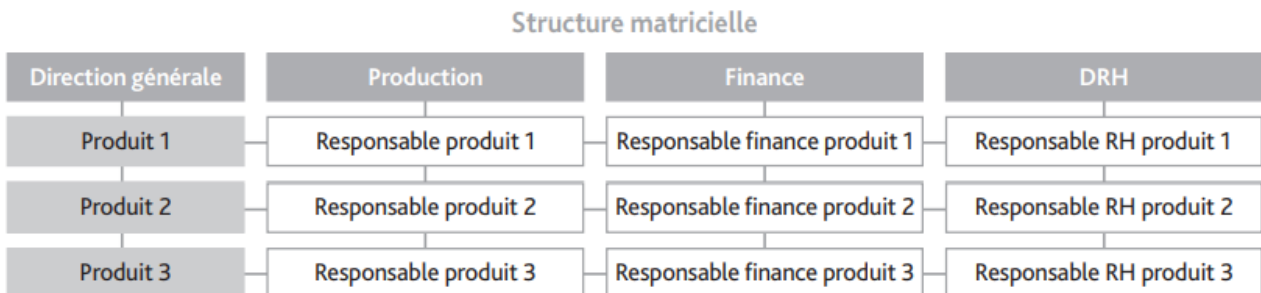 Structure matricielle
Direction générale Production Finance DRH
Produit 1 Responsable produit 1 Responsable finance produit 1 Responsable RH produit 1
Produit 2 Responsable produit 2 Responsable finance produit 2 Responsable RH produit 2
Produit 3 Responsable produit 3 Responsable finance produit 3 Responsable RH produit 3